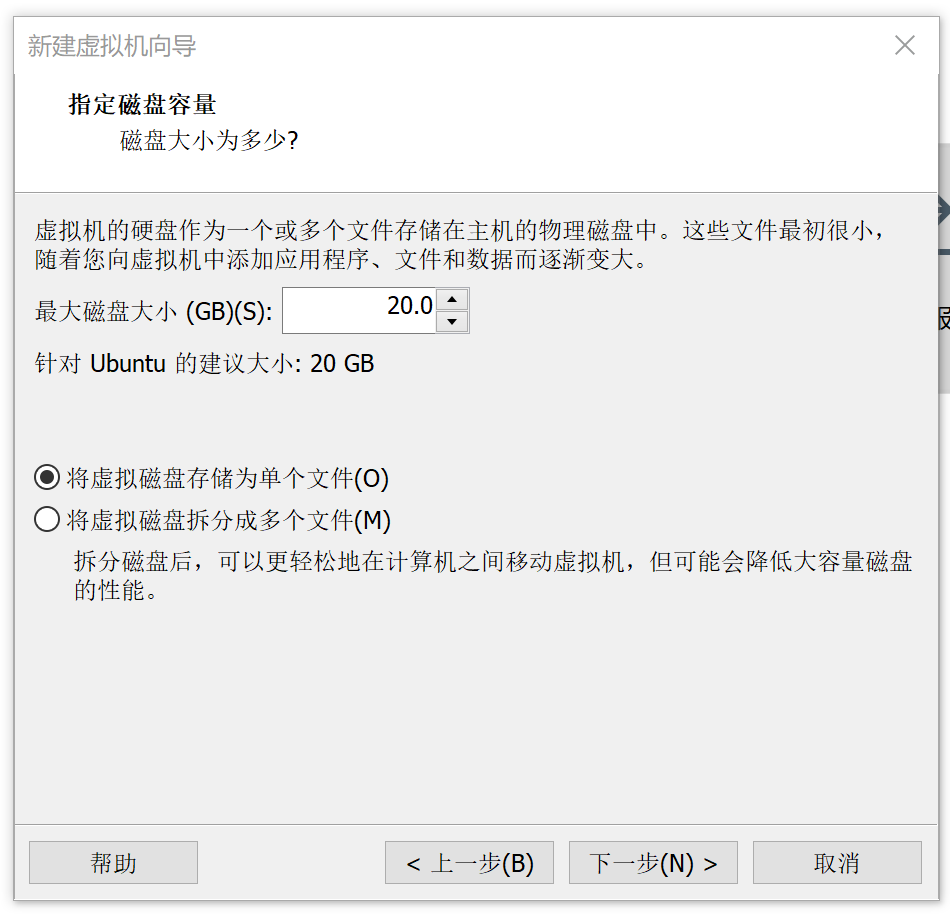 新建虚拟机向导
指定磁盘容量
磁盘大小为多少?
虚拟机的硬盘作为一个或多个文件存储在主机的物理磁盘中。这些文件最初很小，
随着您向虚拟机中添加应用程序、文件和数据而逐渐变大。
最大磁盘大小 (GB)(S): 20.0
针对 Ubuntu 的建议大小: 20 GB
将虚拟磁盘存储为单个文件(O)
将虚拟磁盘拆分成多个文件(M)
拆分磁盘后，可以更轻松地在计算机之间移动虚拟机，但可能会降低大容量磁盘
的性能。
帮助 < 上一步(B) 下一步(N) > 取消